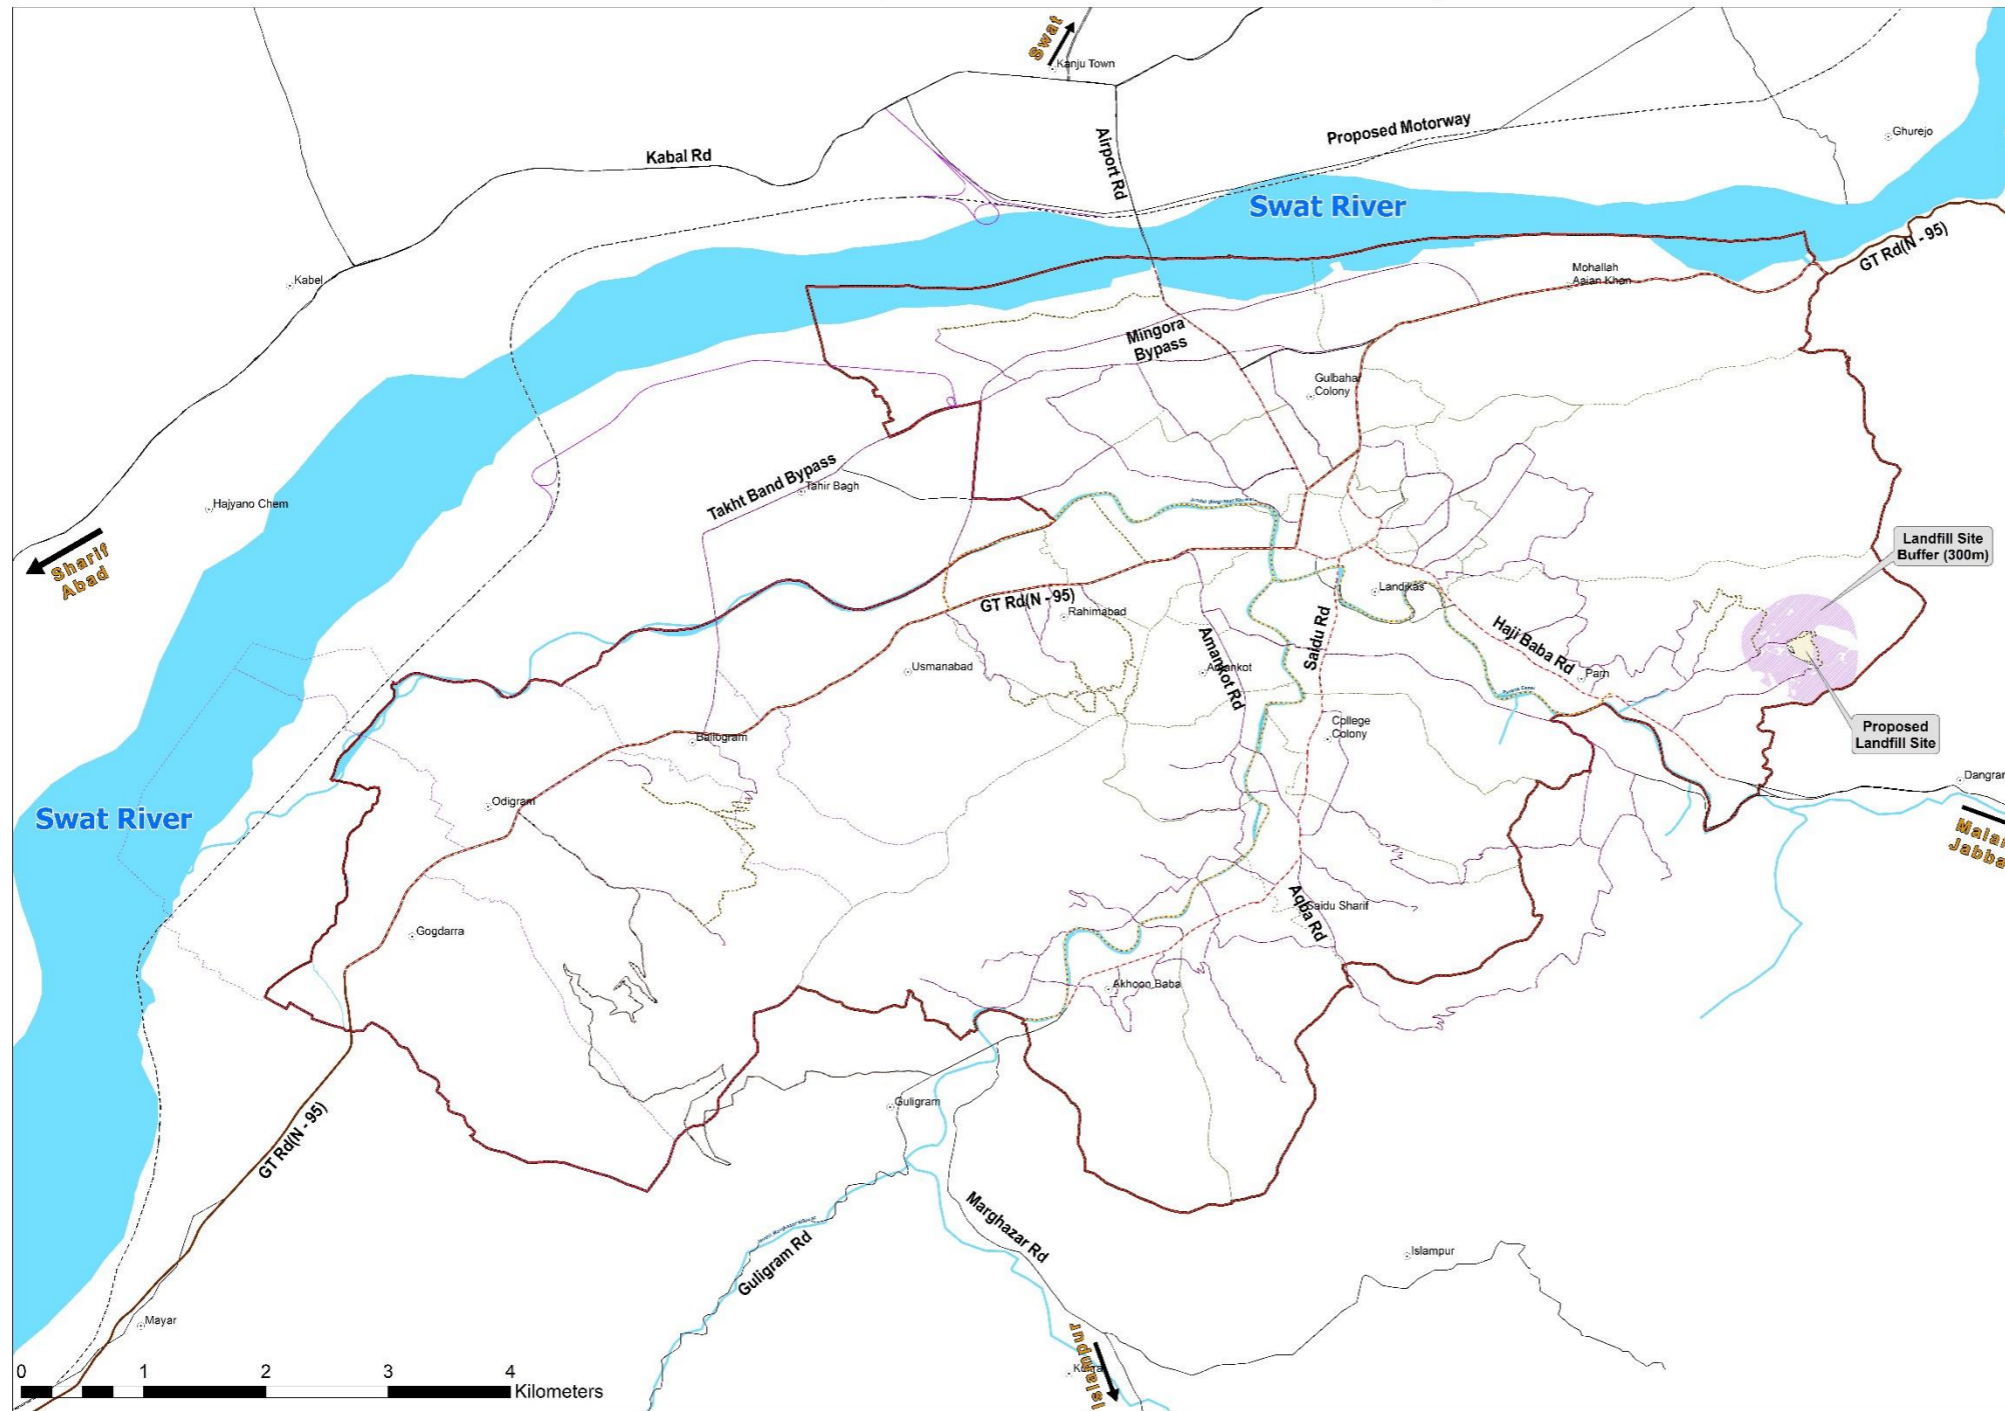 Swat
Kanju Town
Proposed Motorway
Ghurejo
Airport Rd
Kabal Rd
Swat River
GT Rd(N - 95)
Kabel
Mohallah
Mingora
Bypass
Gulbahar
Colony
Takht Band Bypass
Tahir Bagh
Hajyano Chem
Sharif
Abad
Landfill Site
Buffer (300m)
Landikas
GT Rd(N - 95)
Rahimabad
Saidu Rd
Haji Baba Rd
Usmanabad
Amankot Rd
Amankot
Parh
College
Colony
Proposed
Landfill Site
Balogram
Dangram
Odigram
Swat River
Malam
Jabba
Gogdarra
Aqba Rd
Saidu Sharif
Akhoon Baba
Guligram
GT Rd(N - 95)
Marghazar Rd
Guligram Rd
Islampur
Mayar
Islampur
0 1 2 3 4
Kilometers